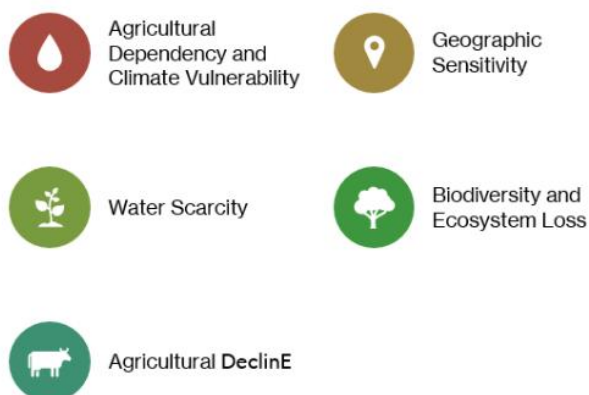 Agricultural
Dependency and
Climate Vulnerability
Geographic
Sensitivity
Water Scarcity
Biodiversity and
Ecosystem Loss
Agricultural DeclinE